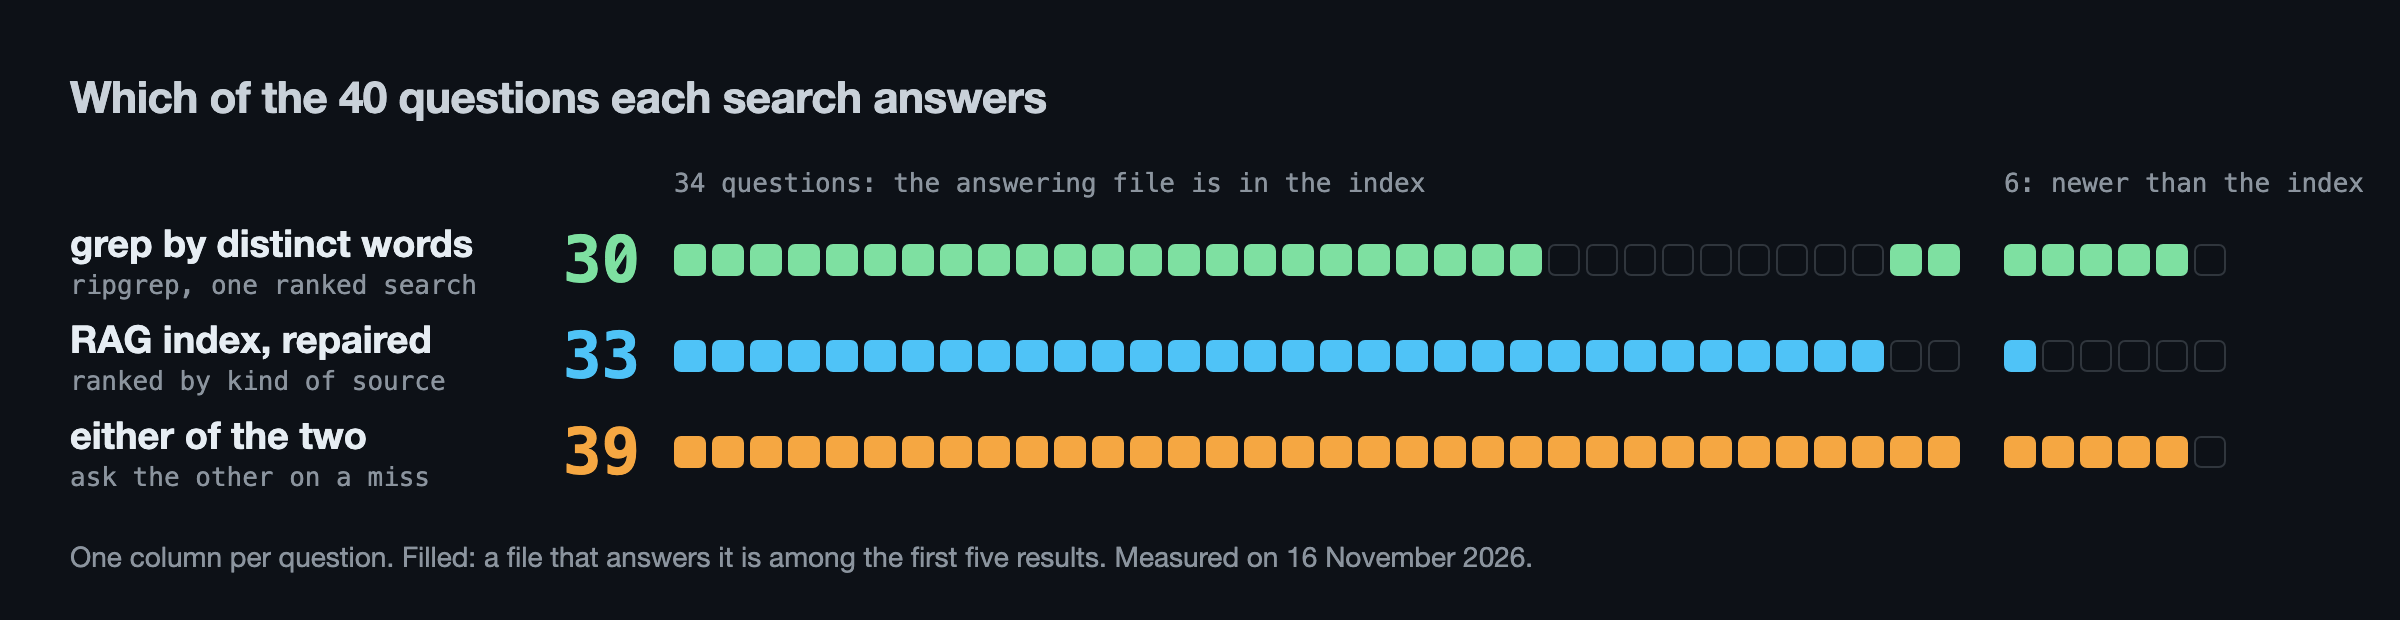 Which of the 40 questions each search answers
34 questions: the answering file is in the index
6: newer than the index
grep by distinct words
30
ripgrep, one ranked search
RAG index, repaired
33
ranked by kind of source
either of the two
39
ask the other on a miss
One column per question. Filled: a file that answers it is among the first five results. Measured on 16 November 2026.